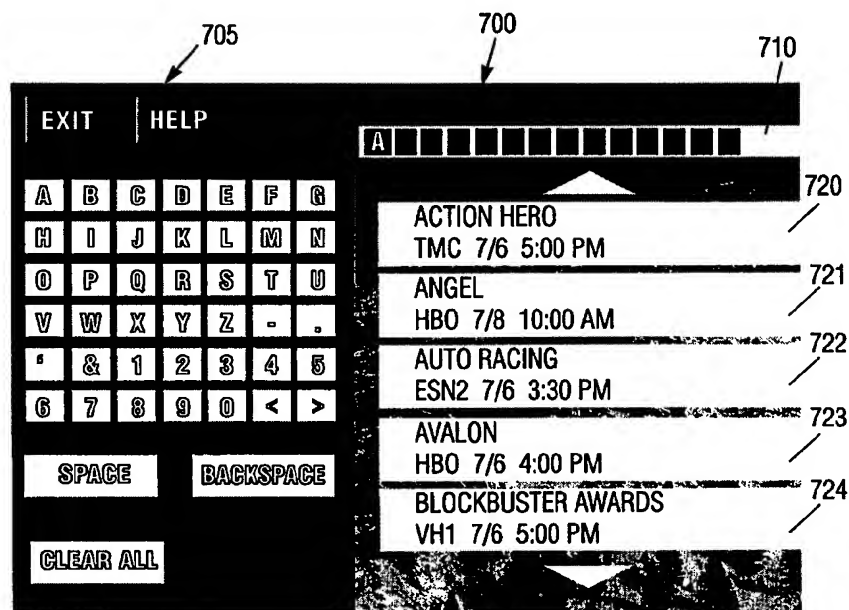 705
700
710
EXIT HELP
A
A B C D E F G
H I J K L M N
O P Q R S T U
V W X Y Z - .
' & 1 2 3 4 5
6 7 8 9 0 < >
SPACE BACKSPACE
CLEAR ALL
720
ACTION HERO
TMC 7/6 5:00 PM
721
ANGEL
HBO 7/8 10:00 AM
722
AUTO RACING
ESN2 7/6 3:30 PM
723
AVALON
HBO 7/6 4:00 PM
724
BLOCKBUSTER AWARDS
VH1 7/6 5:00 PM